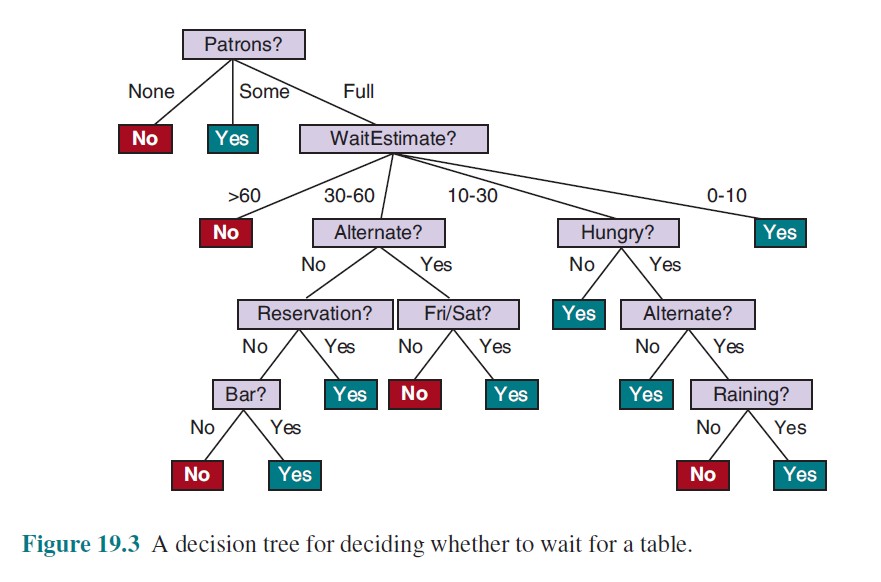 Patrons?
None Some Full
No Yes WaitEstimate?
>60 30-60 10-30 0-10
No Alternate? Hungry? Yes
No Yes No Yes
Reservation? Fri/Sat? Yes Alternate?
No Yes No Yes No Yes
Bar? Yes No Yes Yes Raining?
No Yes No Yes
No Yes No Yes
Figure 19.3 A decision tree for deciding whether to wait for a table.